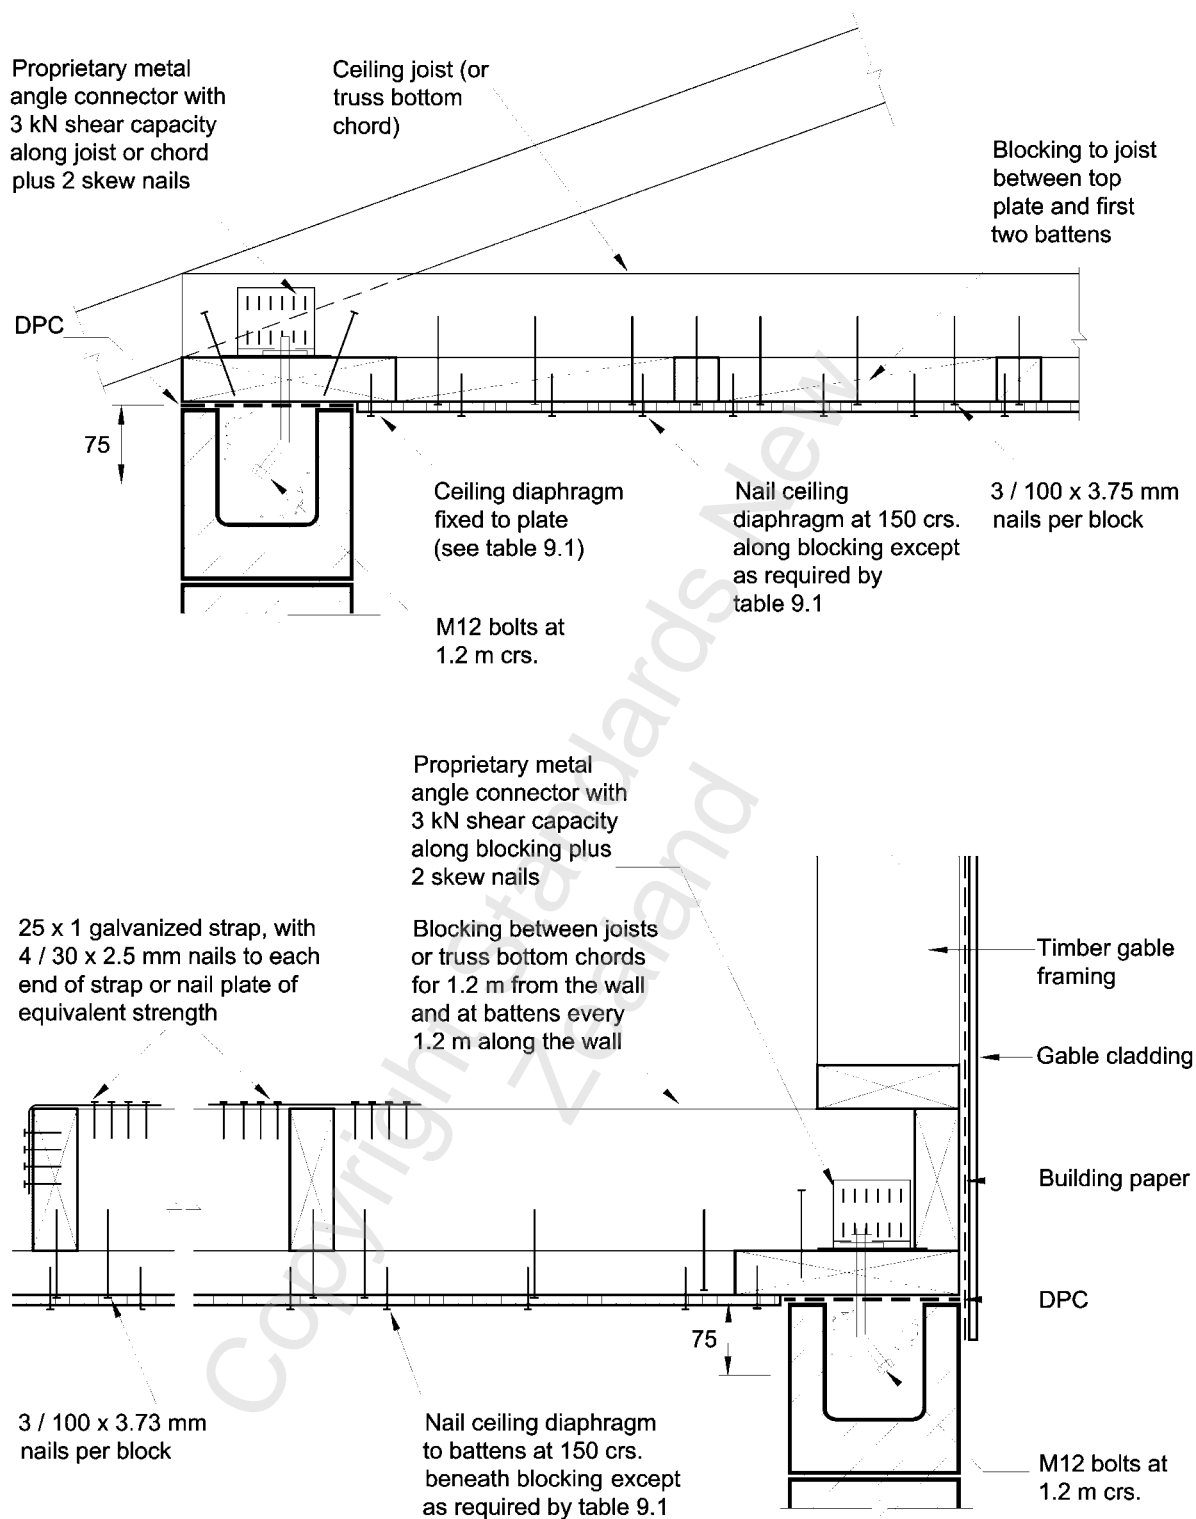 Proprietary metal
angle connector with
3 kN shear capacity
along joist or chord
plus 2 skew nails
Ceiling joist (or
truss bottom
chord)
Blocking to joist
between top
plate and first
two battens
DPC
75
Ceiling diaphragm
fixed to plate
(see table 9.1)
Nail ceiling
diaphragm at 150 crs.
along blocking except
as required by
table 9.1
3 / 100 x 3.75 mm
nails per block
M12 bolts at
1.2 m crs.
Proprietary metal
angle connector with
3 kN shear capacity
along blocking plus
2 skew nails
25 x 1 galvanized strap, with
4 / 30 x 2.5 mm nails to each
end of strap or nail plate of
equivalent strength
Blocking between joists
or truss bottom chords
for 1.2 m from the wall
and at battens every
1.2 m along the wall
Timber gable
framing
Gable cladding
Building paper
DPC
75
3 / 100 x 3.73 mm
nails per block
Nail ceiling diaphragm
to battens at 150 crs.
beneath blocking except
as required by table 9.1
M12 bolts at
1.2 m crs.
Copyright Standards New
Zealand